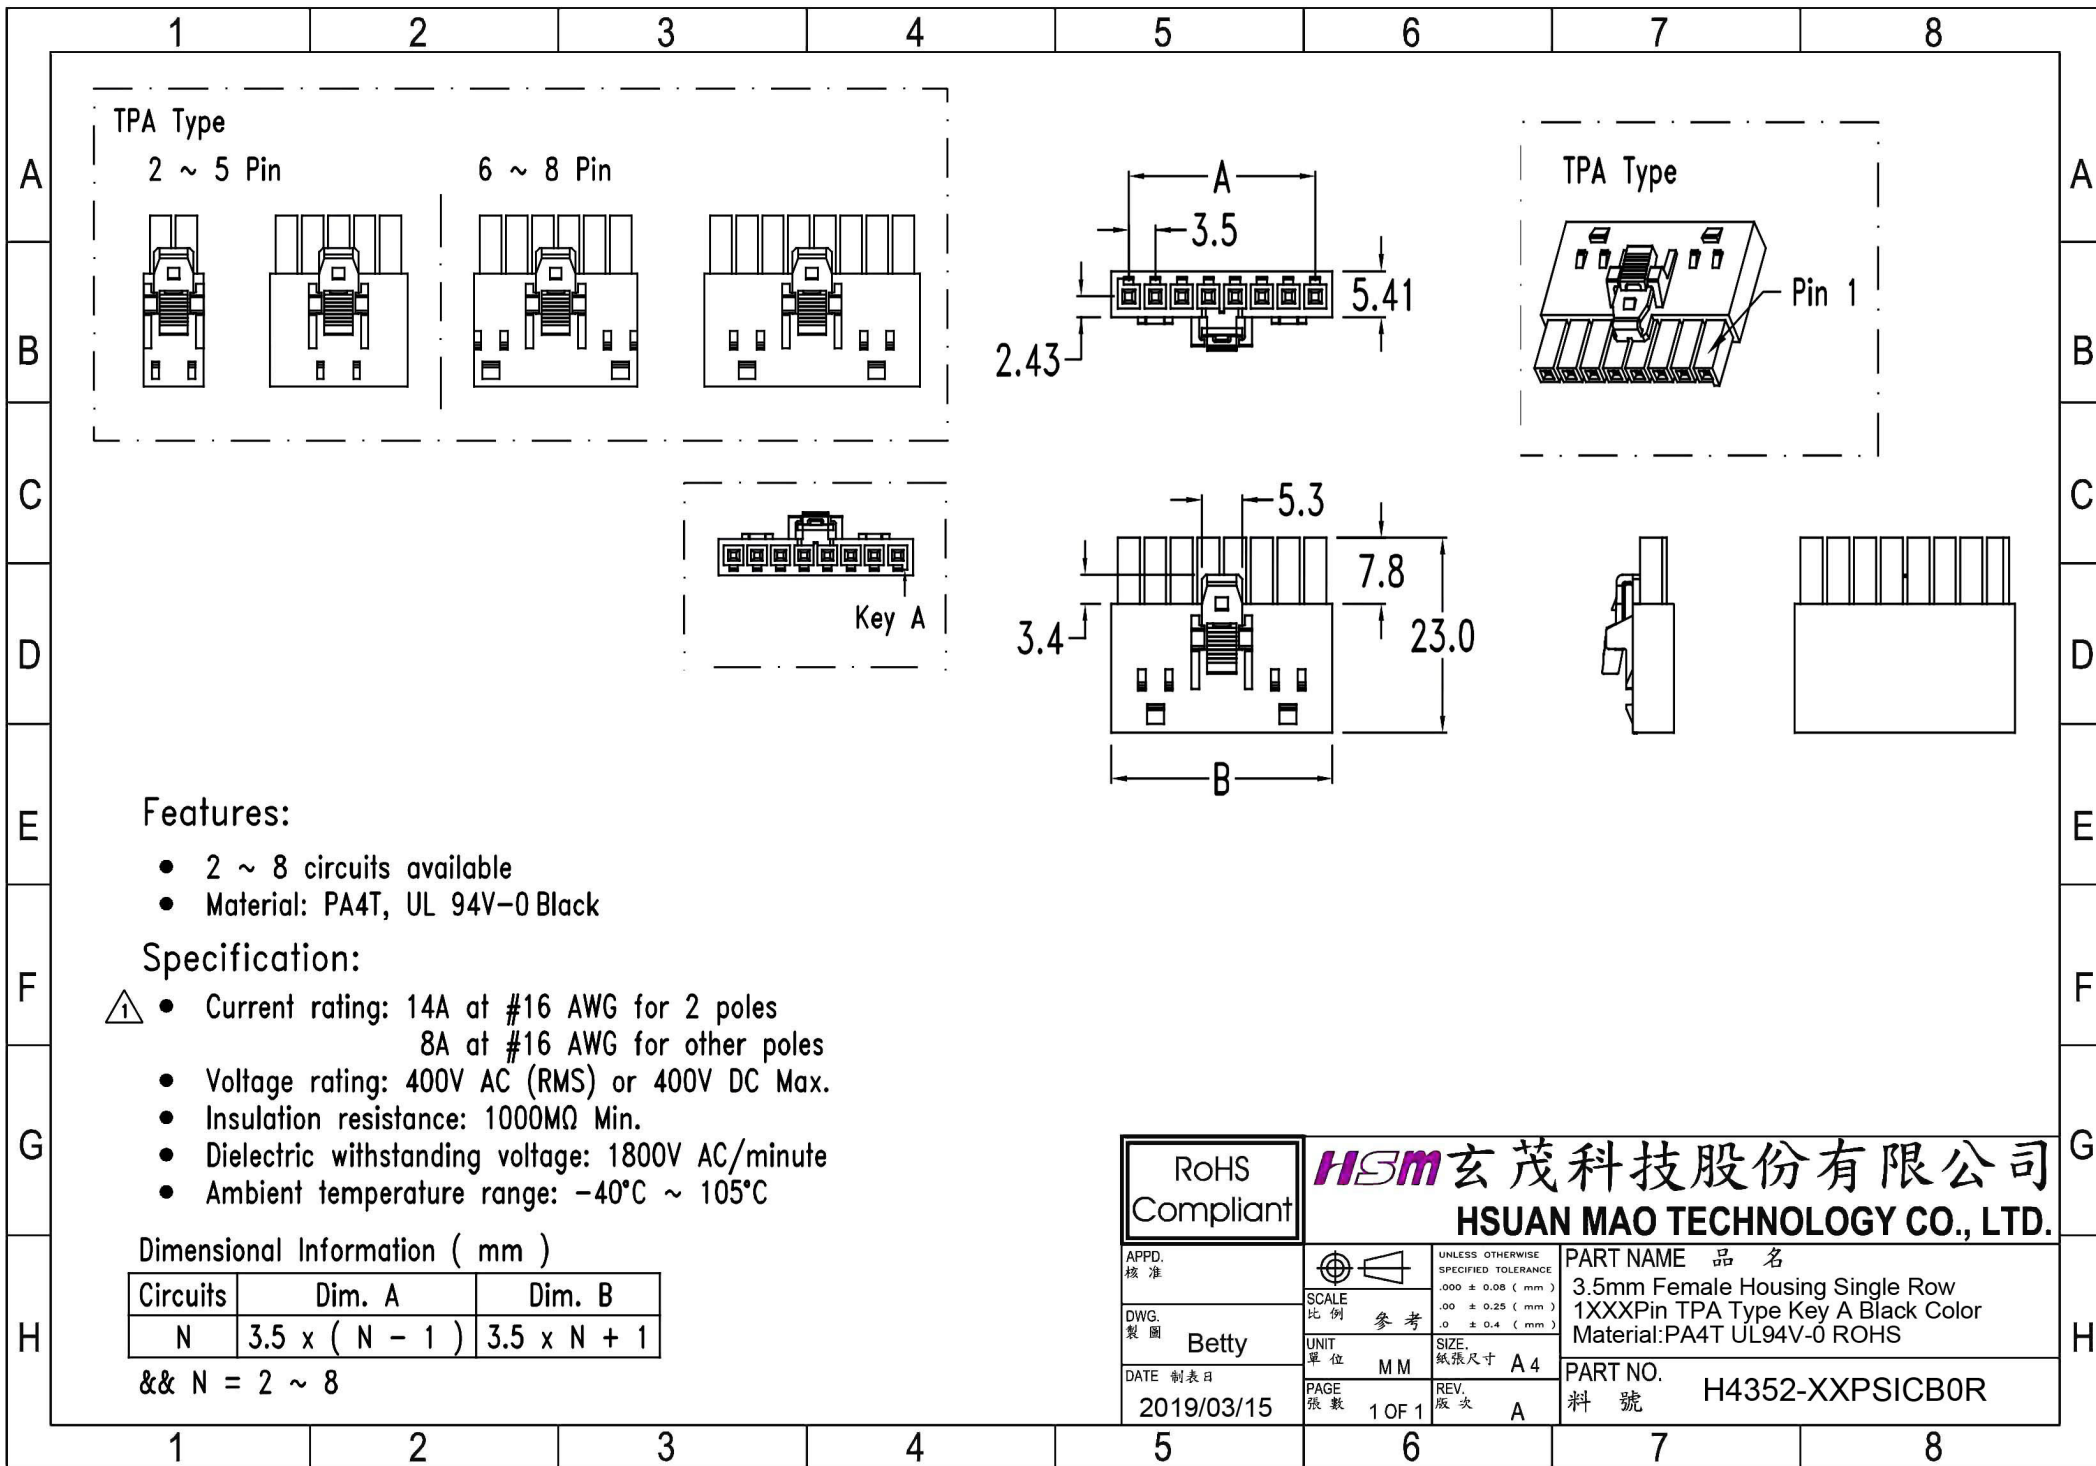 1 2 3 4 5 6 7 8
A
B
C
D
E
F
G
H
TPA Type
2 ~ 5 Pin
6 ~ 8 Pin
Key A
A
3.5
5.41
2.43
TPA Type
Pin 1
5.3
7.8
3.4
23.0
B
Features:
● 2 ~ 8 circuits available
● Material: PA4T, UL 94V-0 Black
Specification:
1 ● Current rating: 14A at #16 AWG for 2 poles
8A at #16 AWG for other poles
● Voltage rating: 400V AC (RMS) or 400V DC Max.
● Insulation resistance: 1000MΩ Min.
● Dielectric withstanding voltage: 1800V AC/minute
● Ambient temperature range: -40°C ~ 105°C
Dimensional Information ( mm )
Circuits Dim. A Dim. B
N 3.5 x ( N - 1 ) 3.5 x N + 1
&& N = 2 ~ 8
RoHS
Compliant
HSM 玄茂科技股份有限公司
HSUAN MAO TECHNOLOGY CO., LTD.
APPD.
核 准
DWG.
製 圖
Betty
DATE 制表日
2019/03/15
SCALE
比 例 參 考
UNIT
單 位 MM
PAGE
張 數 1 OF 1
UNLESS OTHERWISE
SPECIFIED TOLERANCE
.000 ± 0.08 ( mm )
.00 ± 0.25 ( mm )
.0 ± 0.4 ( mm )
SIZE.
紙張尺寸 A4
REV.
版 次 A
PART NAME 品 名
3.5mm Female Housing Single Row
1XXXPin TPA Type Key A Black Color
Material:PA4T UL94V-0 ROHS
PART NO.
料 號 H4352-XXPSICB0R
A
B
C
D
E
F
G
H
1 2 3 4 5 6 7 8